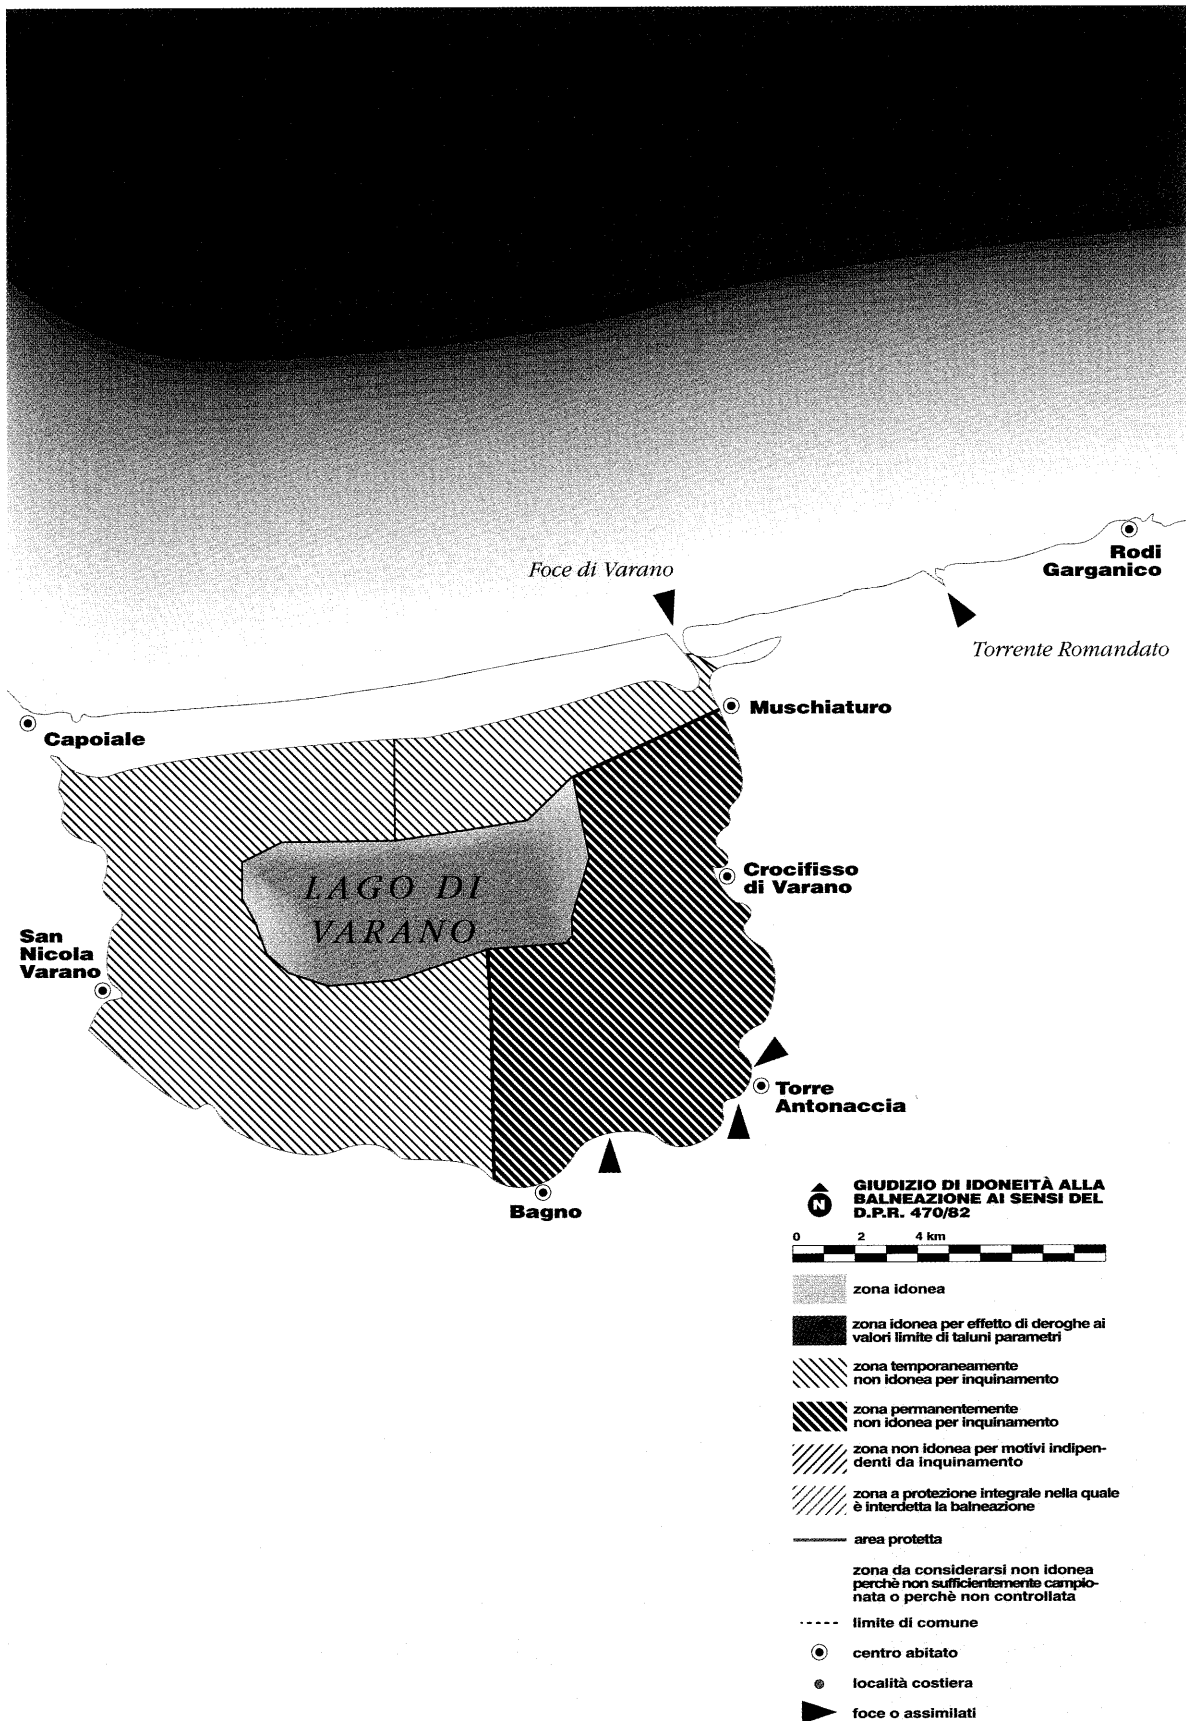 Foce di Varano
Rodi
Garganico
Torrente Romandato
Muschiaturo
Capoiale
LAGO DI
VARANO
Crocifisso
di Varano
San
Nicola
Varano
Torre
Antonaccia
Bagno
N
GIUDIZIO DI IDONEITÀ ALLA
BALNEAZIONE AI SENSI DEL
D.P.R. 470/82
0 2 4 km
zona idonea
zona idonea per effetto di deroghe ai
valori limite di taluni parametri
zona temporaneamente
non idonea per inquinamento
zona permanentemente
non idonea per inquinamento
zona non idonea per motivi indipen-
denti da inquinamento
zona a protezione integrale nella quale
è interdetta la balneazione
area protetta
zona da considerarsi non idonea
perchè non sufficientemente campio-
nata o perchè non controllata
limite di comune
centro abitato
località costiera
foce o assimilati